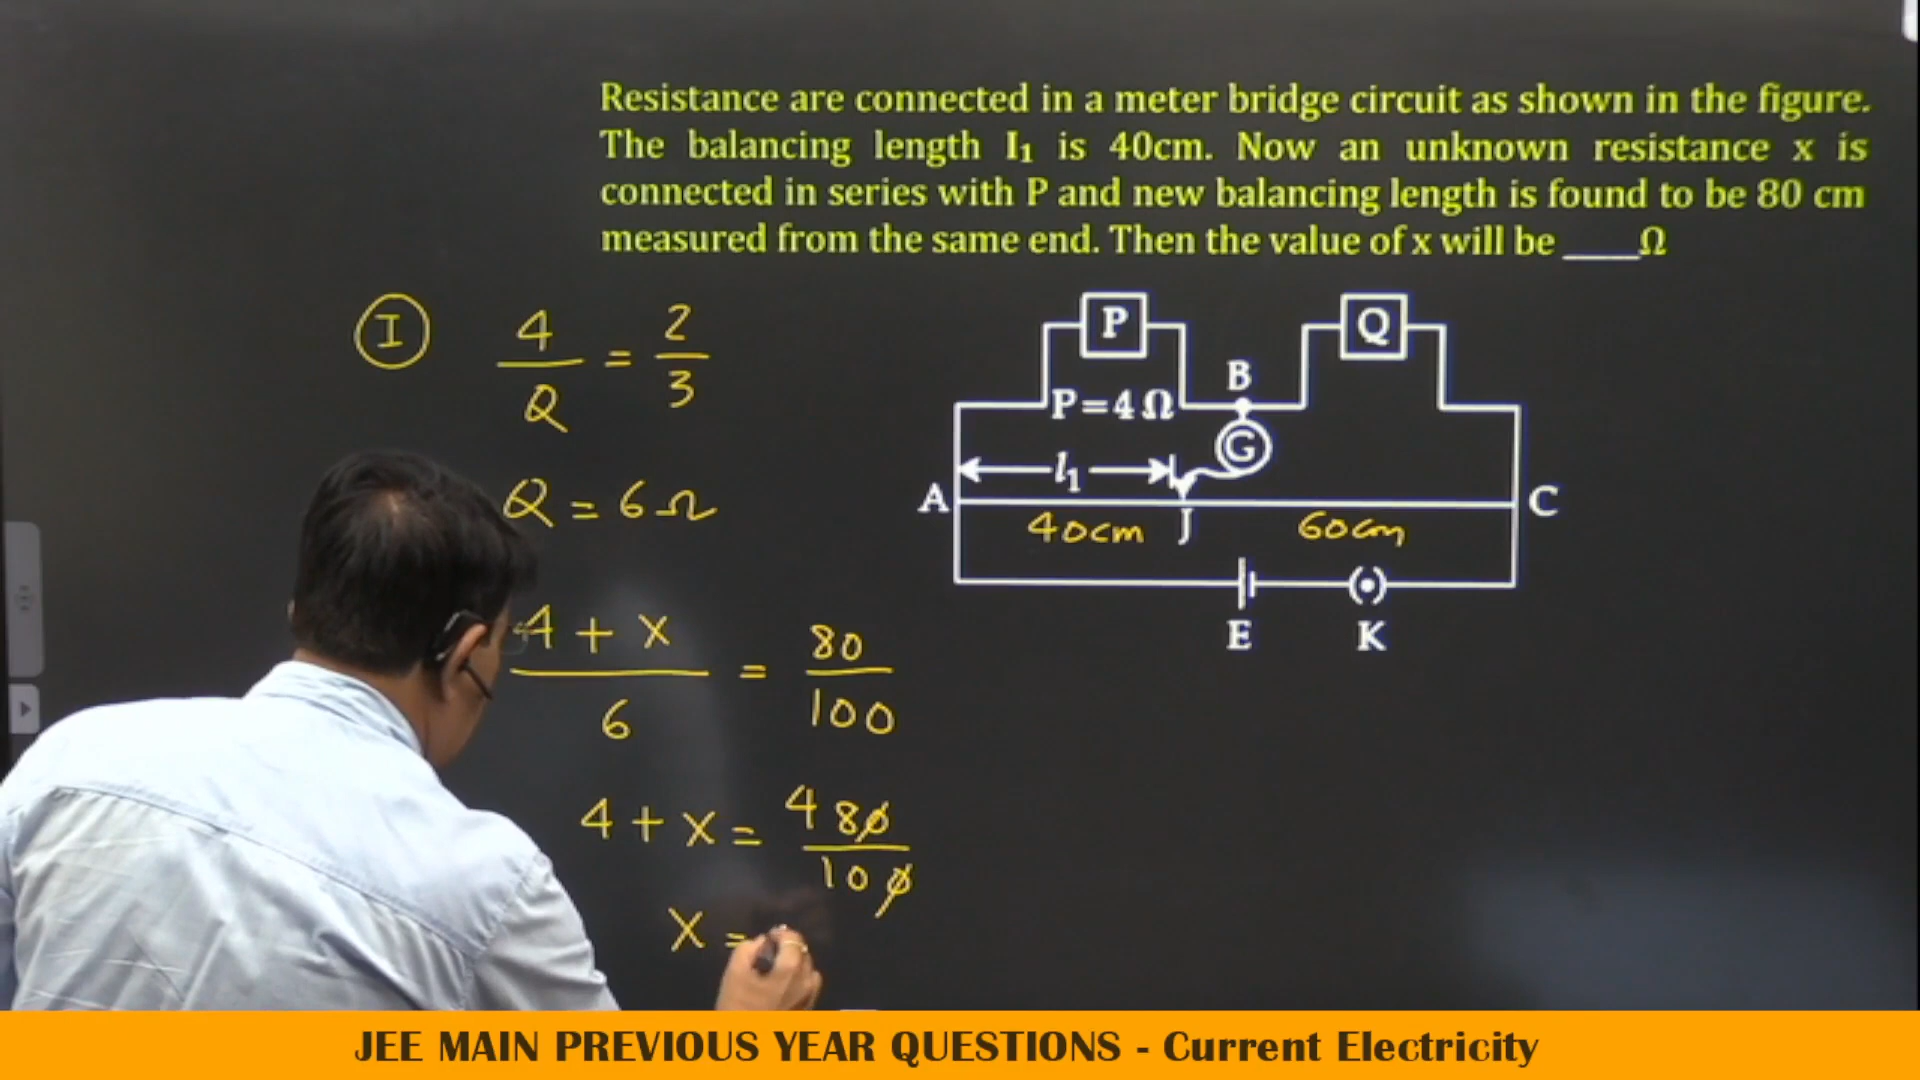 Resistance are connected in a meter bridge circuit as shown in the figure.
The balancing length I₁ is 40cm. Now an unknown resistance x is
connected in series with P and new balancing length is found to be 80 cm
measured from the same end. Then the value of x will be ____Ω
I
4/Q = 2/3
Q = 6Ω
4 + x / 6 = 80/100
4 + x = 480/100
x =
P
Q
B
P = 4 Ω
G
l₁
A
C
40cm
J
60cm
E
K
JEE MAIN PREVIOUS YEAR QUESTIONS - Current Electricity